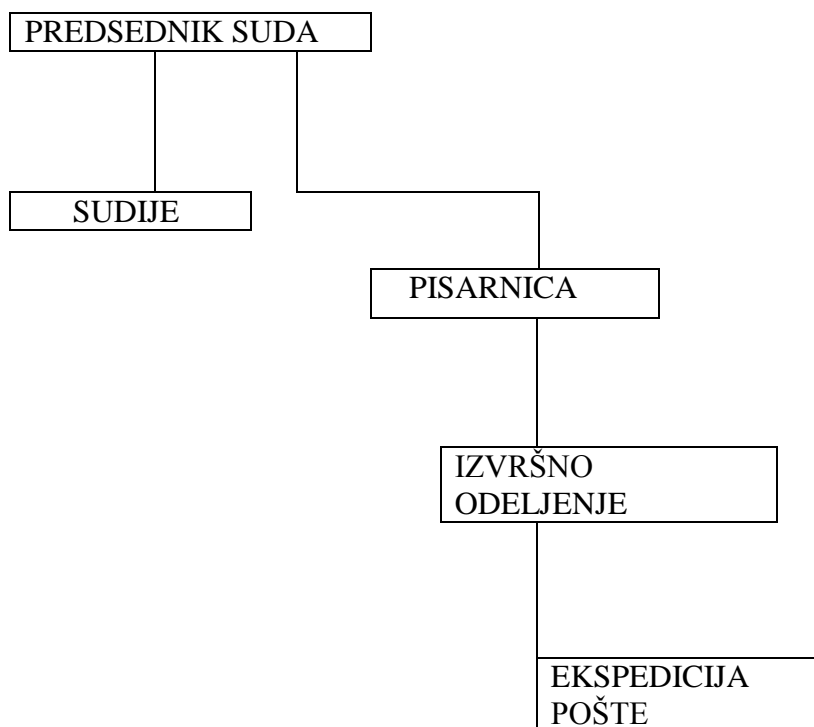 PREDSEDNIK SUDA
SUDIJE
PISARNICA
IZVRŠNO
ODELJENJE
EKSPEDICIJA
POŠTE